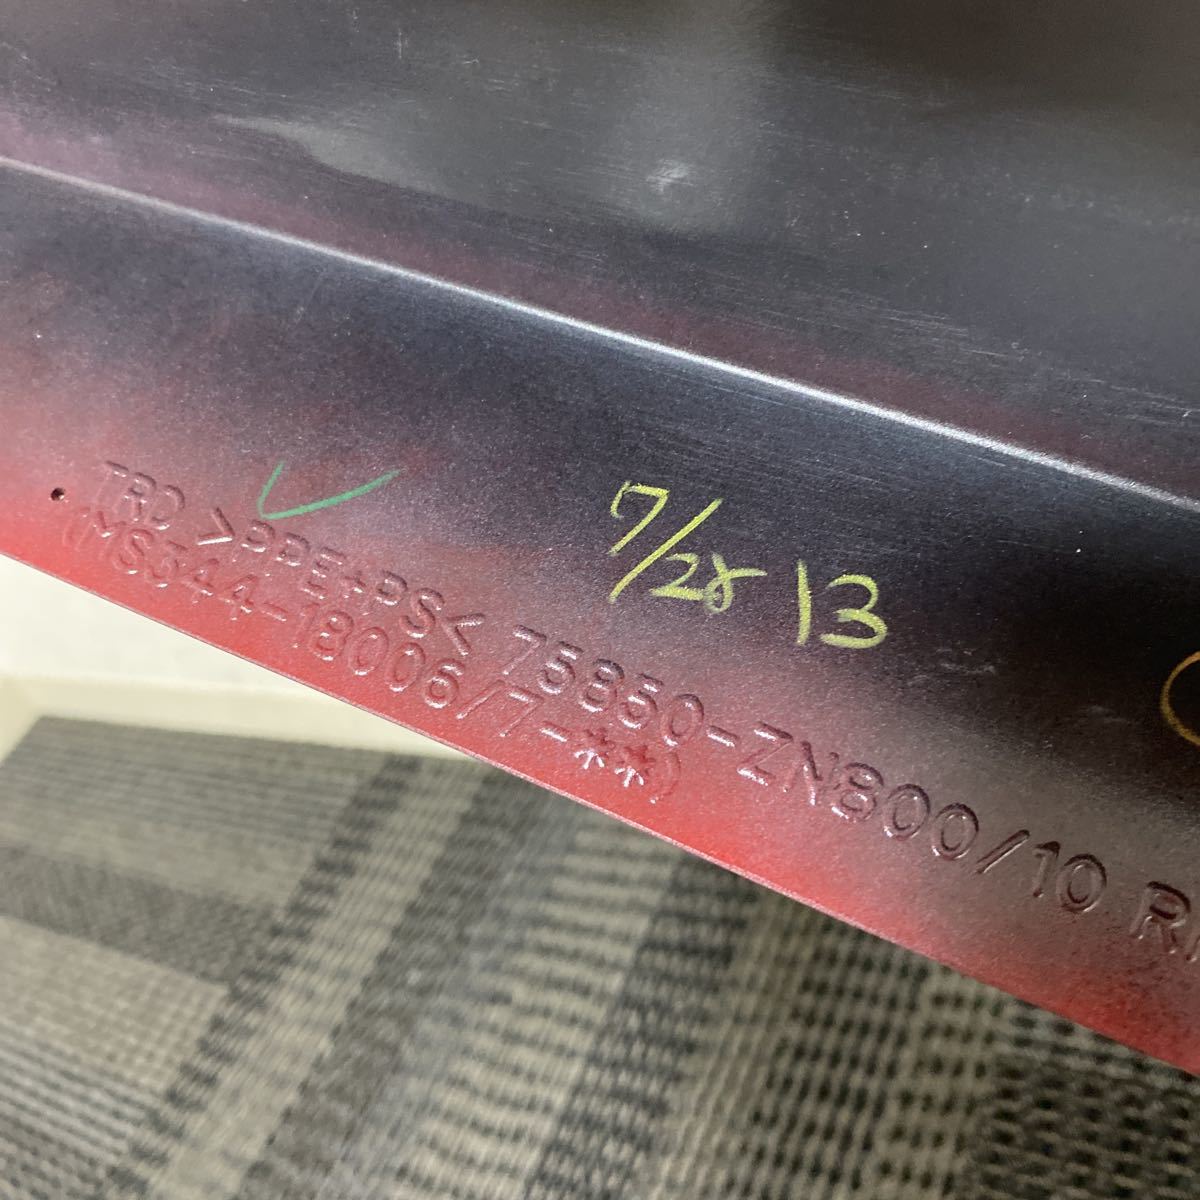 7/28 13
TRD >PPE+PS< 75850-ZN800/10
(MS344-18006/7-**)